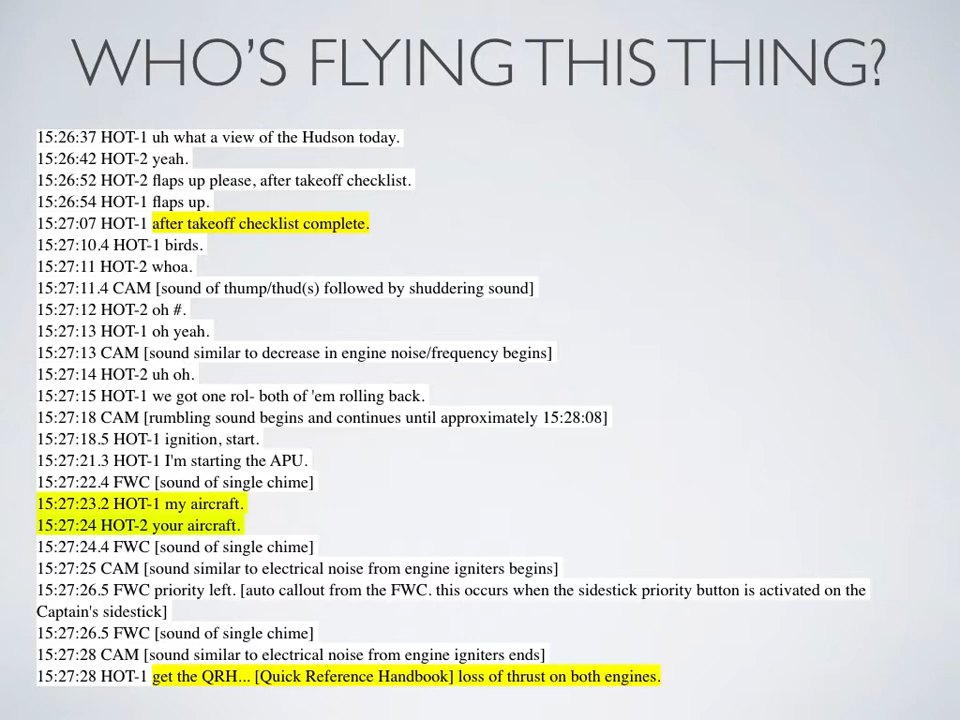 WHO'S FLYING THIS THING?
15:26:37 HOT-1 uh what a view of the Hudson today.
15:26:42 HOT-2 yeah.
15:26:52 HOT-2 flaps up please, after takeoff checklist.
15:26:54 HOT-1 flaps up.
15:27:07 HOT-1 after takeoff checklist complete.
15:27:10.4 HOT-1 birds.
15:27:11 HOT-2 whoa.
15:27:11.4 CAM [sound of thump/thud(s) followed by shuddering sound]
15:27:12 HOT-2 oh #.
15:27:13 HOT-1 oh yeah.
15:27:13 CAM [sound similar to decrease in engine noise/frequency begins]
15:27:14 HOT-2 uh oh.
15:27:15 HOT-1 we got one rol- both of 'em rolling back.
15:27:18 CAM [rumbling sound begins and continues until approximately 15:28:08]
15:27:18.5 HOT-1 ignition, start.
15:27:21.3 HOT-1 I'm starting the APU.
15:27:22.4 FWC [sound of single chime]
15:27:23.2 HOT-1 my aircraft.
15:27:24 HOT-2 your aircraft.
15:27:24.4 FWC [sound of single chime]
15:27:25 CAM [sound similar to electrical noise from engine igniters begins]
15:27:26.5 FWC priority left. [auto callout from the FWC. this occurs when the sidestick priority button is activated on the
Captain's sidestick]
15:27:26.5 FWC [sound of single chime]
15:27:28 CAM [sound similar to electrical noise from engine igniters ends]
15:27:28 HOT-1 get the QRH... [Quick Reference Handbook] loss of thrust on both engines.